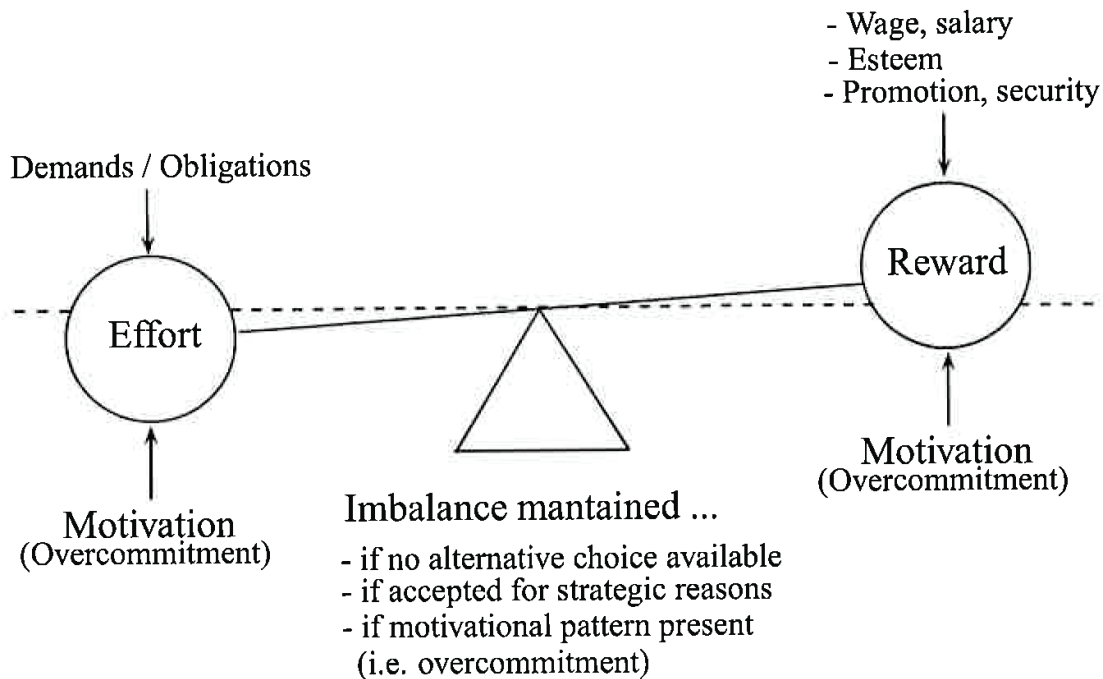 - Wage, salary
- Esteem
- Promotion, security
Demands / Obligations
Reward
Effort
Motivation
(Overcommitment)
Motivation
(Overcommitment)
Imbalance mantained ...
- if no alternative choice available
- if accepted for strategic reasons
- if motivational pattern present
(i.e. overcommitment)